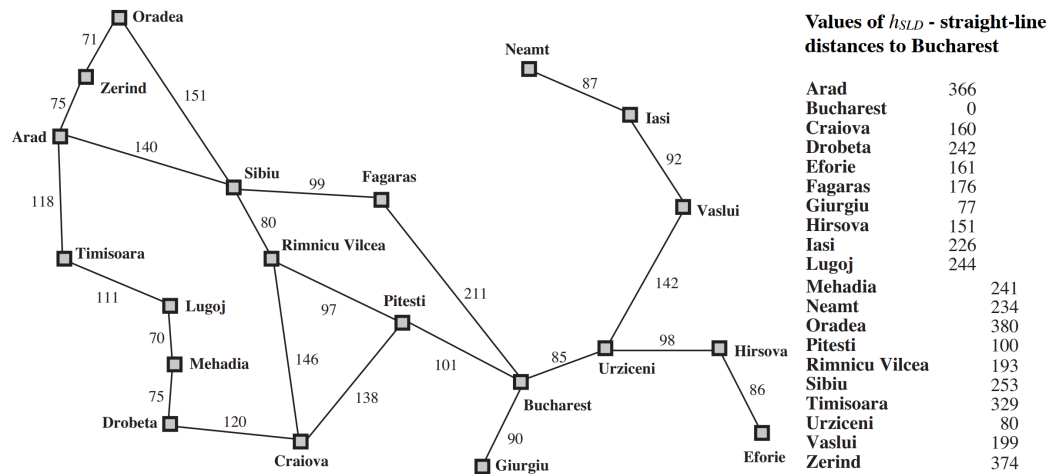 Oradea
71
Neamt
87
Zerind
151
75
Iasi
Arad
140
92
Sibiu
99
Fagaras
118
80
Vaslui
Timisoara
Rimnicu Vilcea
111
97
Pitesti
211
142
Lugoj
70
146
101
85
98
Hirsova
Mehadia
Urziceni
86
75
138
Bucharest
Drobeta
120
90
Craiova
Giurgiu
Eforie
Values of hSLD - straight-line
distances to Bucharest
Arad 366
Bucharest 0
Craiova 160
Drobeta 242
Eforie 161
Fagaras 176
Giurgiu 77
Hirsova 151
Iasi 226
Lugoj 244
Mehadia 241
Neamt 234
Oradea 380
Pitesti 100
Rimnicu Vilcea 193
Sibiu 253
Timisoara 329
Urziceni 80
Vaslui 199
Zerind 374